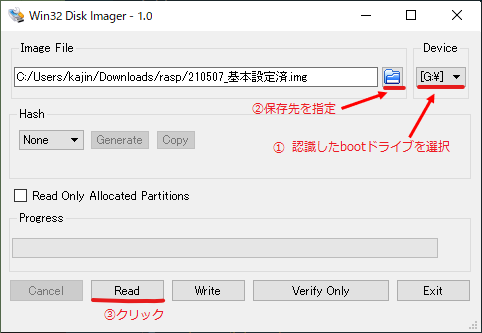 Win32 Disk Imager - 1.0
Image File
Device
C:/Users/kajin/Downloads/rasp/210507_基本設定済.img
[G:¥]
②保存先を指定
Hash
None
Generate
Copy
① 認識したbootドライブを選択
Read Only Allocated Partitions
Progress
Cancel
Read
Write
Verify Only
Exit
③クリック